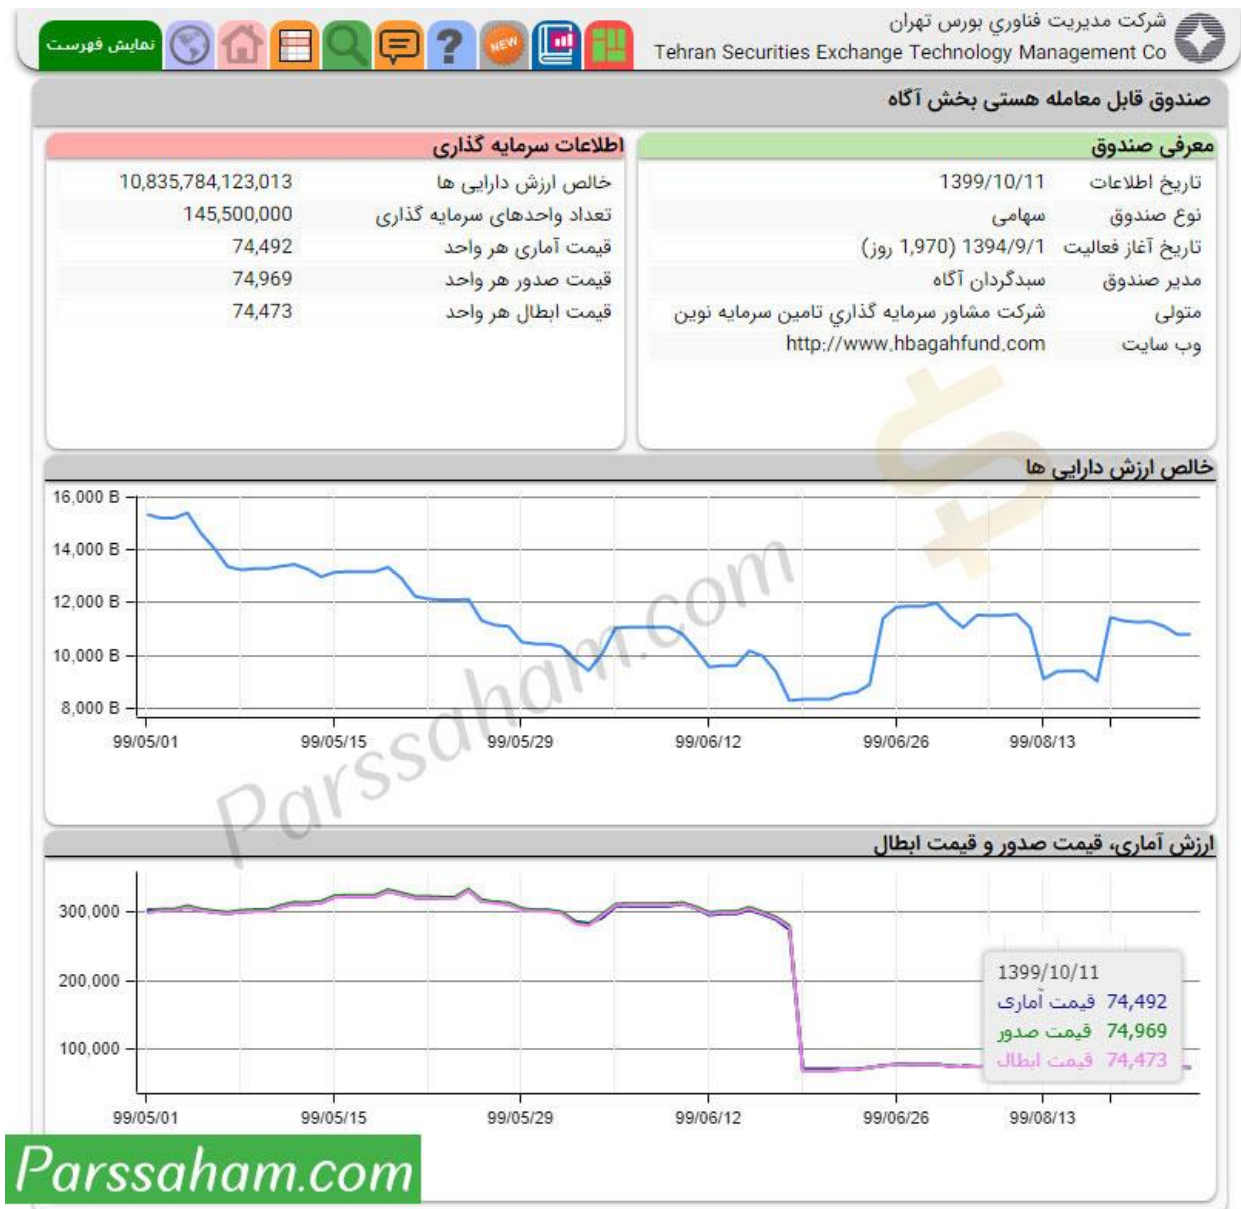 شرکت مدیریت فناوري بورس تهران
Tehran Securities Exchange Technology Management Co
NEW
?
نمایش فهرست
صندوق قابل معامله هستی بخش آگاه
معرفی صندوق
تاریخ اطلاعات 1399/10/11
نوع صندوق سهامی
تاریخ آغاز فعالیت 1394/9/1 (1,970 روز)
مدیر صندوق سبدگردان آگاه
متولی شرکت مشاور سرمایه گذاري تامین سرمایه نوین
وب سایت http://www.hbagahfund.com
اطلاعات سرمایه گذاری
خالص ارزش دارایی ها 10,835,784,123,013
تعداد واحدهای سرمایه گذاری 145,500,000
قیمت آماری هر واحد 74,492
قیمت صدور هر واحد 74,969
قیمت ابطال هر واحد 74,473
خالص ارزش دارایی ها
16,000 B
14,000 B
12,000 B
10,000 B
8,000 B
99/05/01 99/05/15 99/05/29 99/06/12 99/06/26 99/08/13
Parssaham.com
ارزش آماری، قیمت صدور و قیمت ابطال
300,000
200,000
100,000
1399/10/11
74,492 قیمت آماری
74,969 قیمت صدور
74,473 قیمت ابطال
99/05/01 99/05/15 99/05/29 99/06/12 99/06/26 99/08/13
Parssaham.com